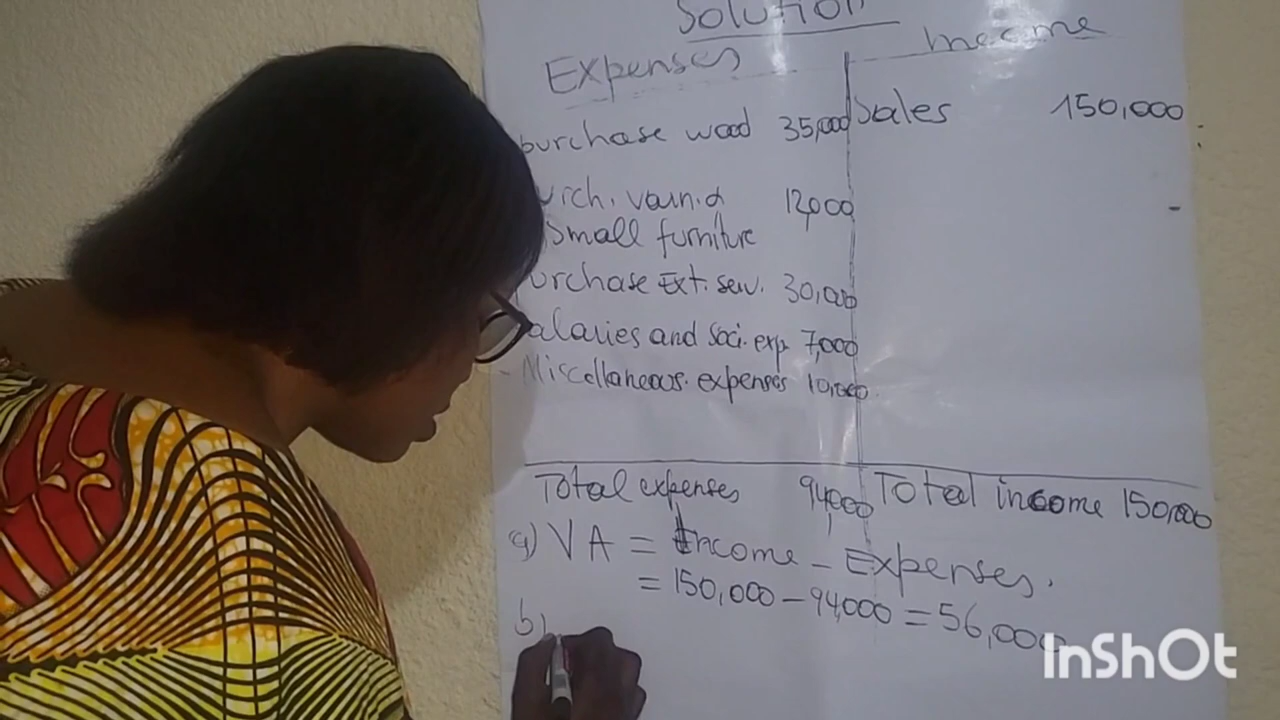 Solution
Expenses
Income
purchase wood 35,000
Sales 150,000
urch. varn. &
12,000
Small furniture
purchase Ext. serv. 30,000
alaries and Soci. exp 7,000
- Miscellaneous. expenses 10,000
Total expenses 94,000
Total income 150,000
a) VA = Income - Expenses.
= 150,000 - 94,000 = 56,000
b)
InShOt